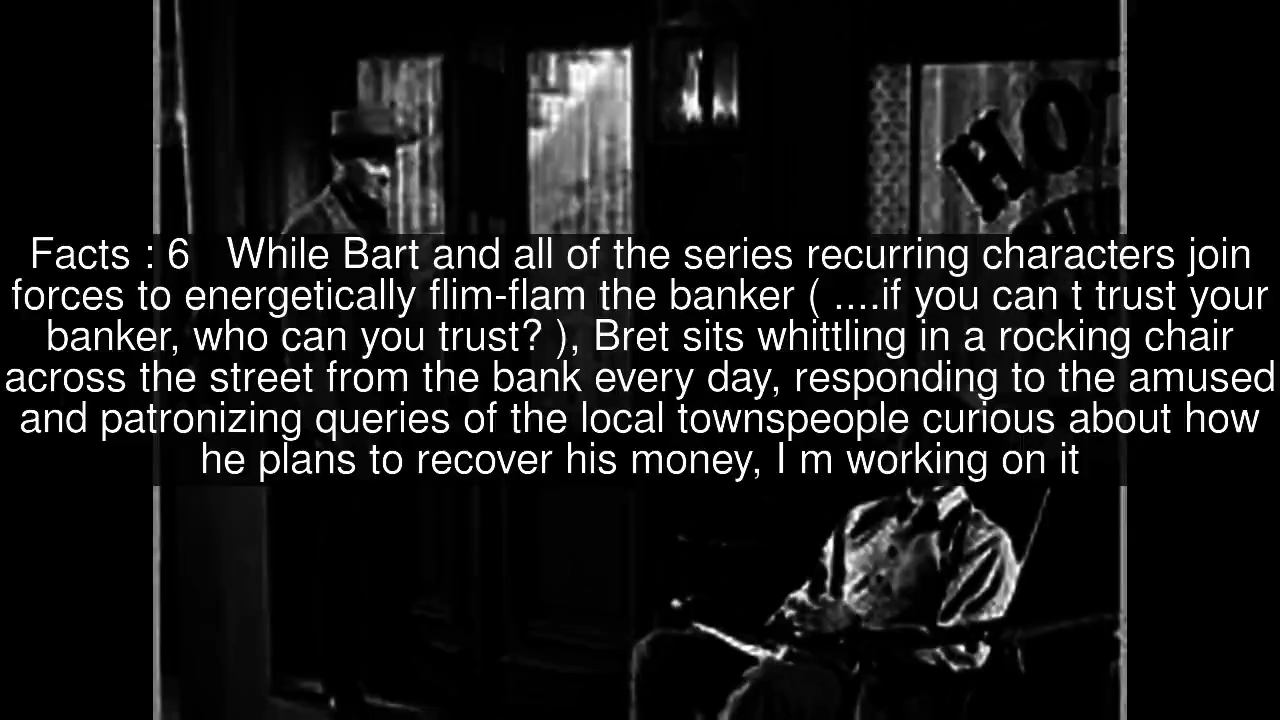 HO
Facts : 6   While Bart and all of the series recurring characters join
forces to energetically flim-flam the banker ( ....if you can t trust your
banker, who can you trust? ), Bret sits whittling in a rocking chair
across the street from the bank every day, responding to the amused
and patronizing queries of the local townspeople curious about how
he plans to recover his money, I m working on it